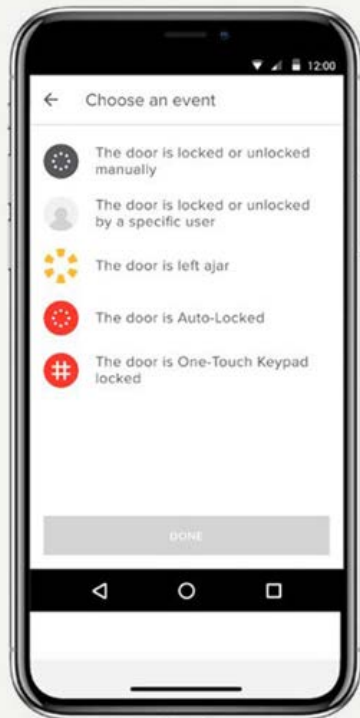 12:00
Choose an event
The door is locked or unlocked
manually
The door is locked or unlocked
by a specific user
The door is left ajar
The door is Auto-Locked
The door is One-Touch Keypad
locked
DONE